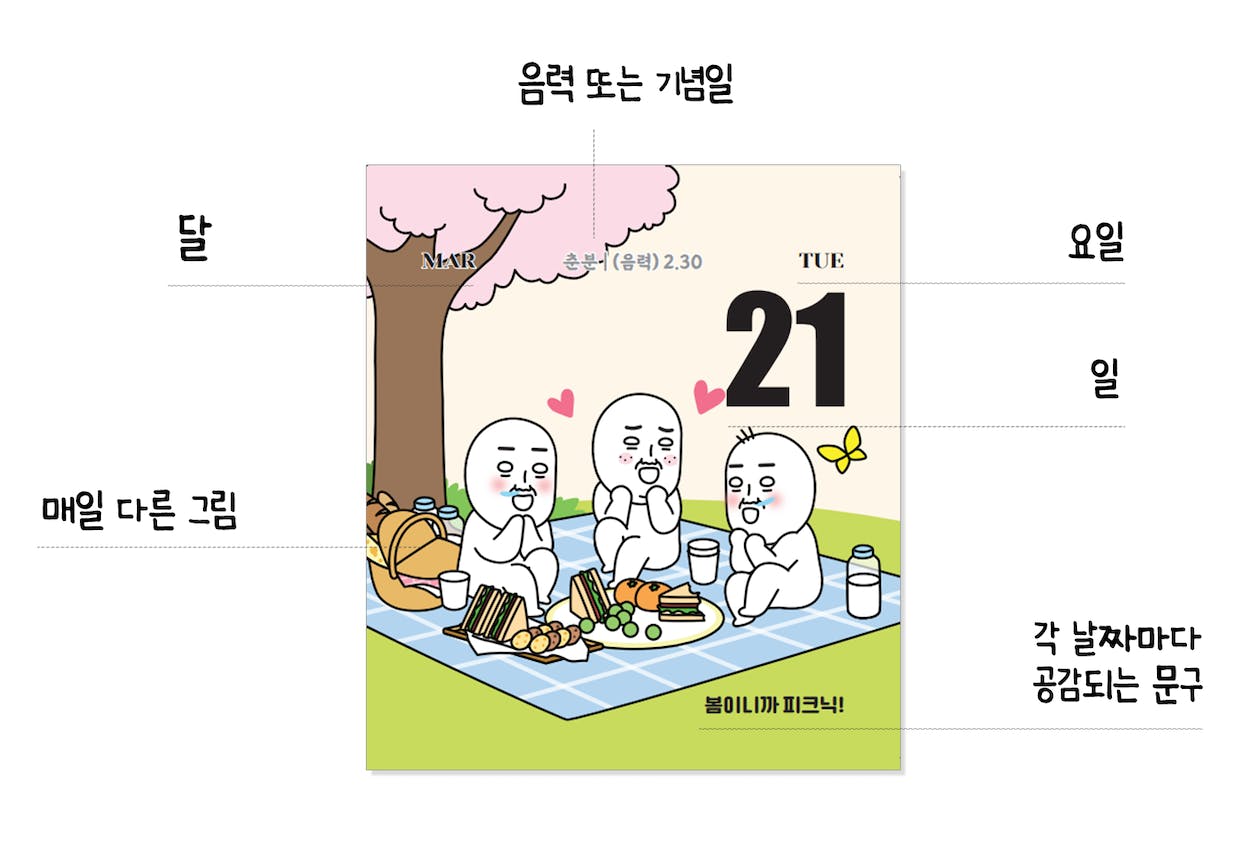 음력 또는 기념일
달
요일
MAR
춘분 | (음력) 2.30
TUE
21
일
매일 다른 그림
각 날짜마다
공감되는 문구
봄이니까 피크닉!